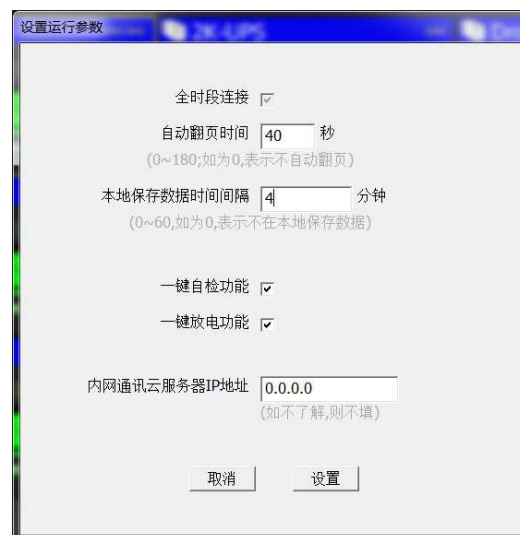 设置运行参数
2K-UPS
全时段连接
自动翻页时间 40 秒
(0~180;如为0,表示不自动翻页)
本地保存数据时间间隔 4 分钟
(0~60,如为0,表示不在本地保存数据)
一键自检功能
一键放电功能
内网通讯云服务器IP地址 0.0.0.0
(如不了解,则不填)
取消 设置